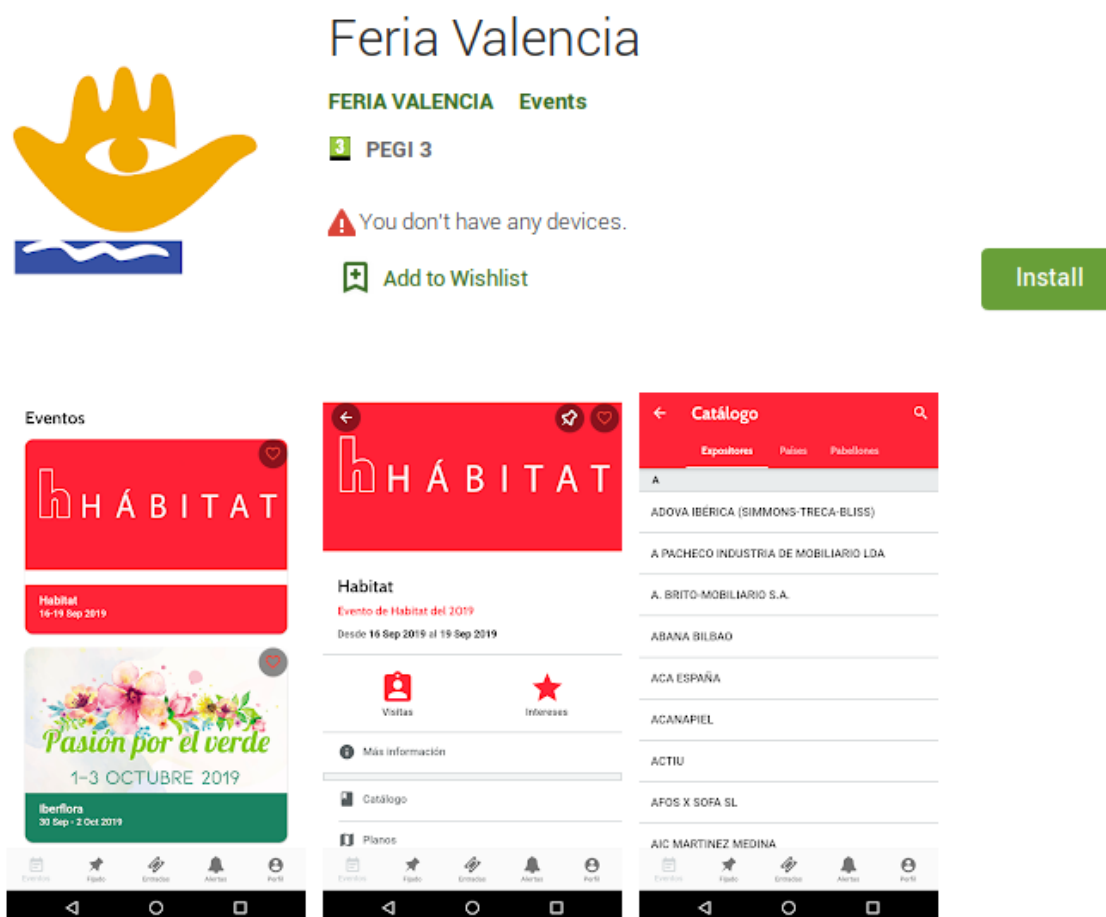 Feria Valencia
FERIA VALENCIA Events
3 PEGI 3
You don't have any devices.
Add to Wishlist
Install
Eventos
h HÁBITAT
Habitat
16-19 Sep 2019
Pasión por el verde
1-3 OCTUBRE 2019
Iberflora
30 Sep - 2 Oct 2019
Eventos Fijado Entradas Alertas Perfil
h HÁBITAT
Habitat
Evento de Habitat del 2019
Desde 16 Sep 2019 al 19 Sep 2019
Visitas Intereses
Más información
Catálogo
Planos
Eventos Fijado Entradas Alertas Perfil
Catálogo
Expositores Países Pabellones
A
ADOVA IBÉRICA (SIMMONS-TRECA-BLISS)
A PACHECO INDUSTRIA DE MOBILIARIO LDA
A. BRITO-MOBILIARIO S.A.
ABANA BILBAO
ACA ESPAÑA
ACANAPIEL
ACTIU
AFOS X SOFA SL
AIC MARTINEZ MEDINA
Eventos Fijado Entradas Alertas Perfil